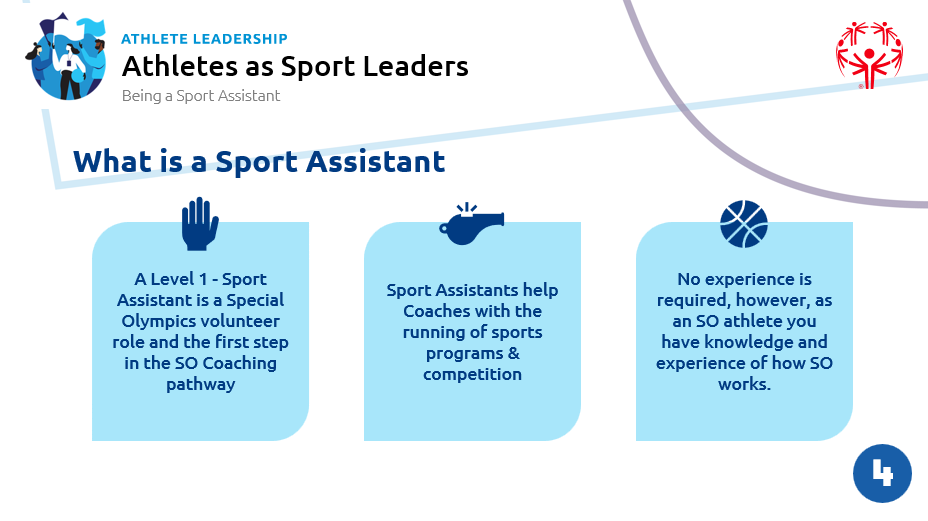 ATHLETE LEADERSHIP
Athletes as Sport Leaders
Being a Sport Assistant
What is a Sport Assistant
A Level 1 - Sport
Assistant is a Special
Olympics volunteer
role and the first step
in the SO Coaching
pathway
Sport Assistants help
Coaches with the
running of sports
programs &
competition
No experience is
required, however, as
an SO athlete you
have knowledge and
experience of how SO
works.
4